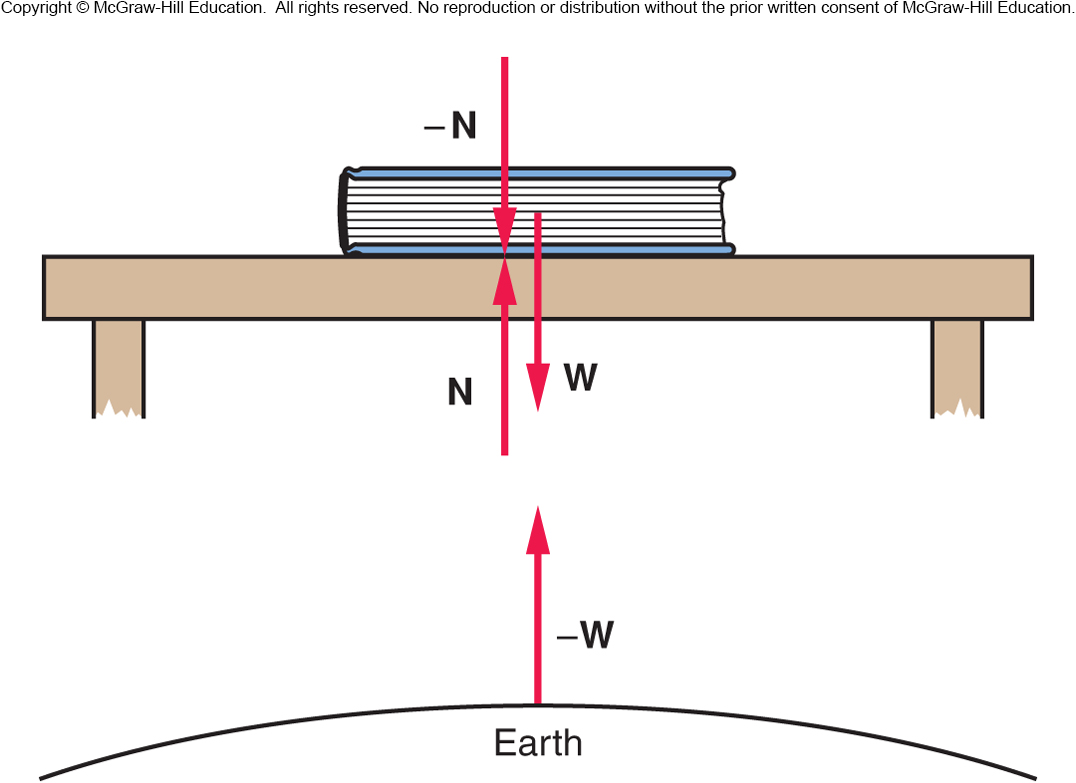 Copyright © McGraw-Hill Education.  All rights reserved. No reproduction or distribution without the prior written consent of McGraw-Hill Education.
–N
W
N
–W
Earth